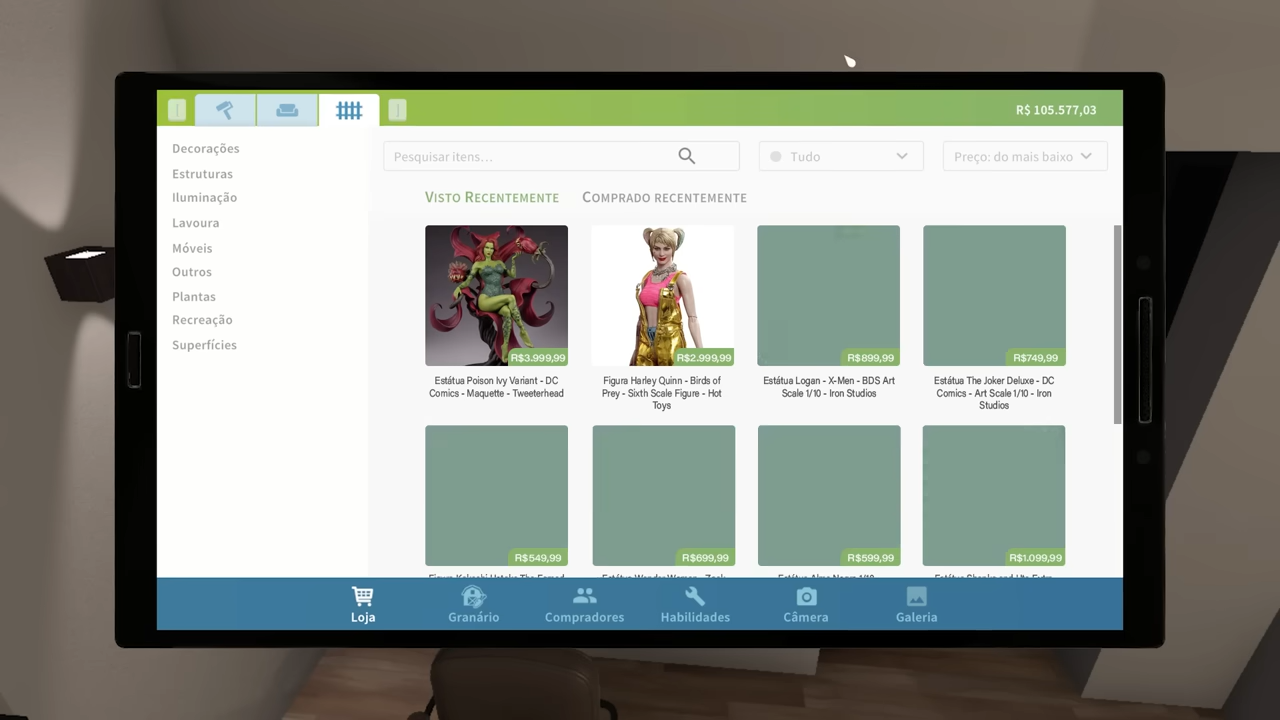 R$ 105.577,03
Decorações
Estruturas
Iluminação
Lavoura
Móveis
Outros
Plantas
Recreação
Superfícies
Pesquisar itens...
Tudo
Preço: do mais baixo
VISTO RECENTEMENTE
COMPRADO RECENTEMENTE
R$3.999,99
Estátua Poison Ivy Variant - DC
Comics - Maquette - Tweeterhead
R$2.999,99
Figura Harley Quinn - Birds of
Prey - Sixth Scale Figure - Hot
Toys
R$899,99
Estátua Logan - X-Men - BDS Art
Scale 1/10 - Iron Studios
R$749,99
Estátua The Joker Deluxe - DC
Comics - Art Scale 1/10 - Iron
Studios
R$549,99
R$699,99
R$599,99
R$1.099,99
Loja
Granário
Compradores
Habilidades
Câmera
Galeria